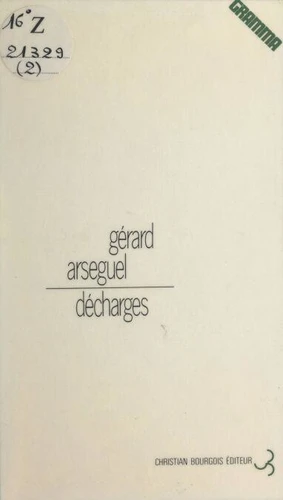 16° Z
21329
(2)
GRAMMA
gérard
arseguel
décharges
CHRISTIAN BOURGOIS ÉDITEUR